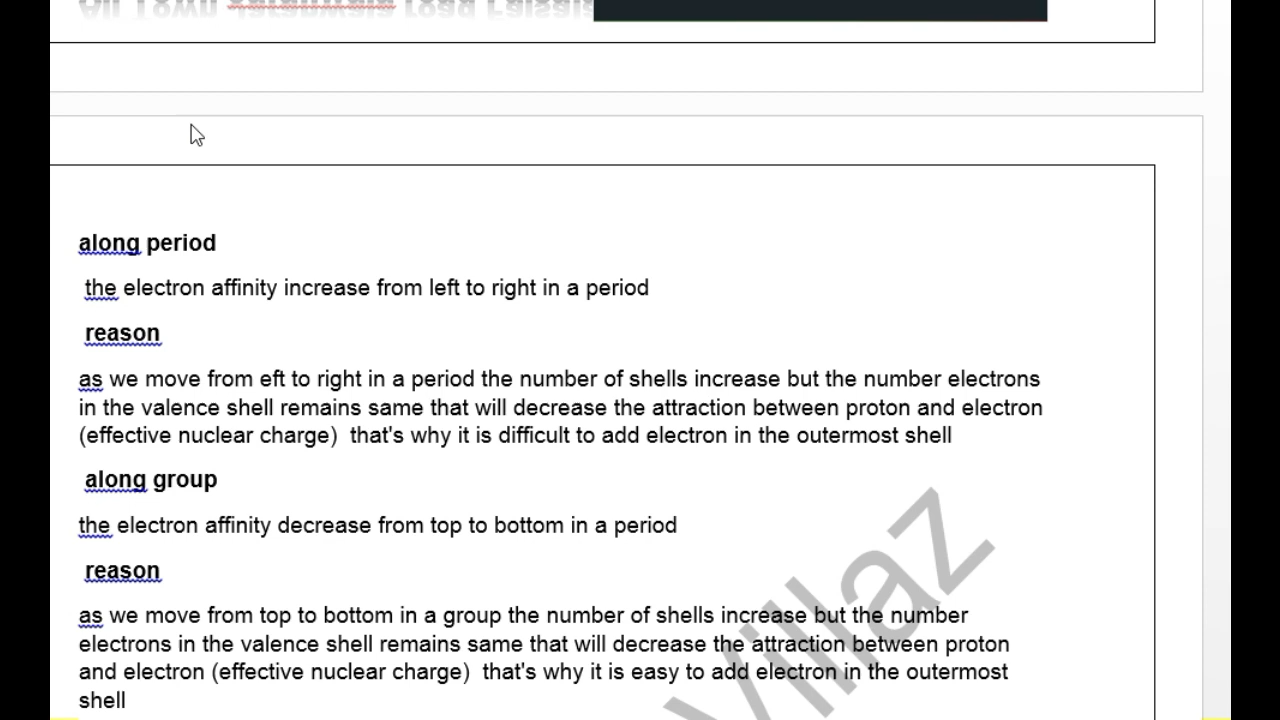 along period
the electron affinity increase from left to right in a period
reason
as we move from eft to right in a period the number of shells increase but the number electrons
in the valence shell remains same that will decrease the attraction between proton and electron
(effective nuclear charge) that's why it is difficult to add electron in the outermost shell
along group
the electron affinity decrease from top to bottom in a period
reason
as we move from top to bottom in a group the number of shells increase but the number
electrons in the valence shell remains same that will decrease the attraction between proton
and electron (effective nuclear charge) that's why it is easy to add electron in the outermost
shell
Villaz